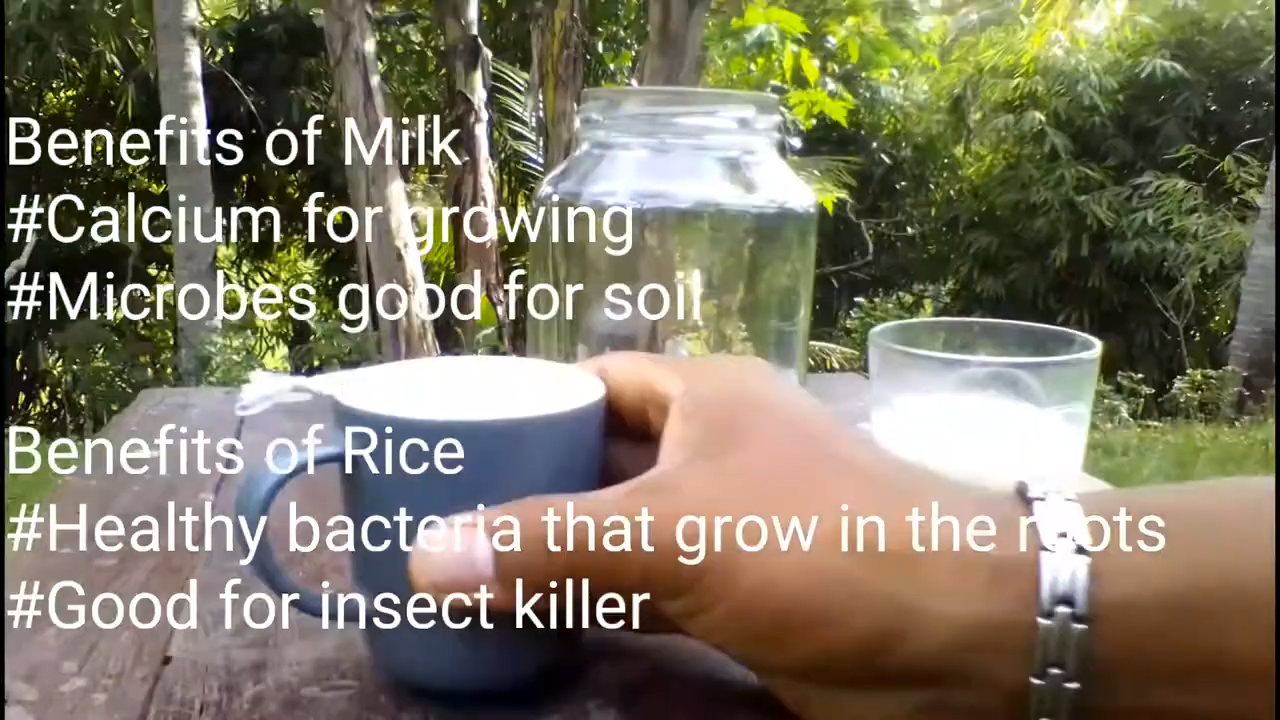 Benefits of Milk
#Calcium for growing
#Microbes good for soil
Benefits of Rice
#Healthy bacteria that grow in the roots
#Good for insect killer